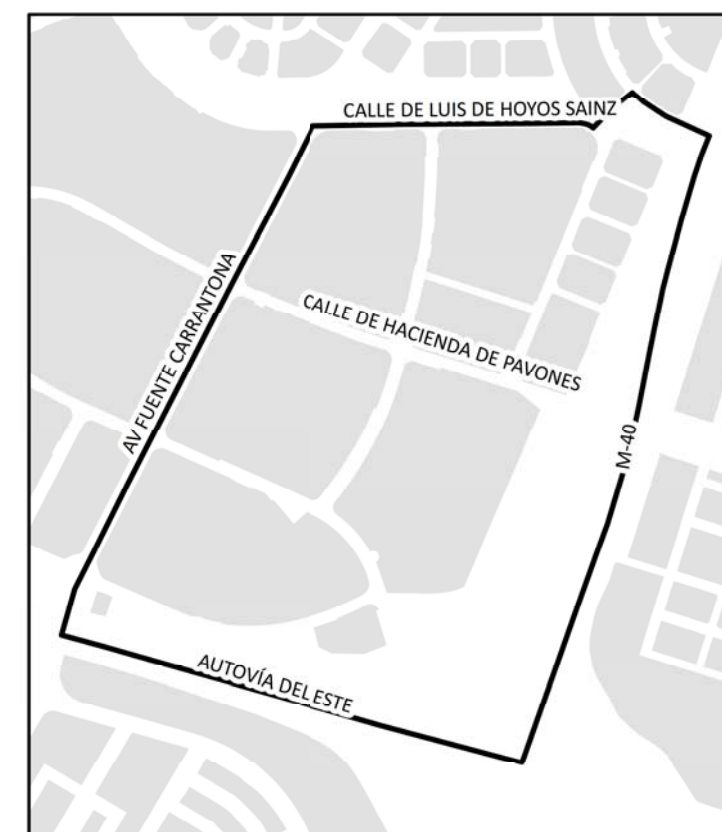 CALLE DE LUIS DE HOYOS SAINZ
AV FUENTE CARRANTONA
CALLE DE HACIENDA DE PAVONES
M-40
AUTOVÍA DEL ESTE